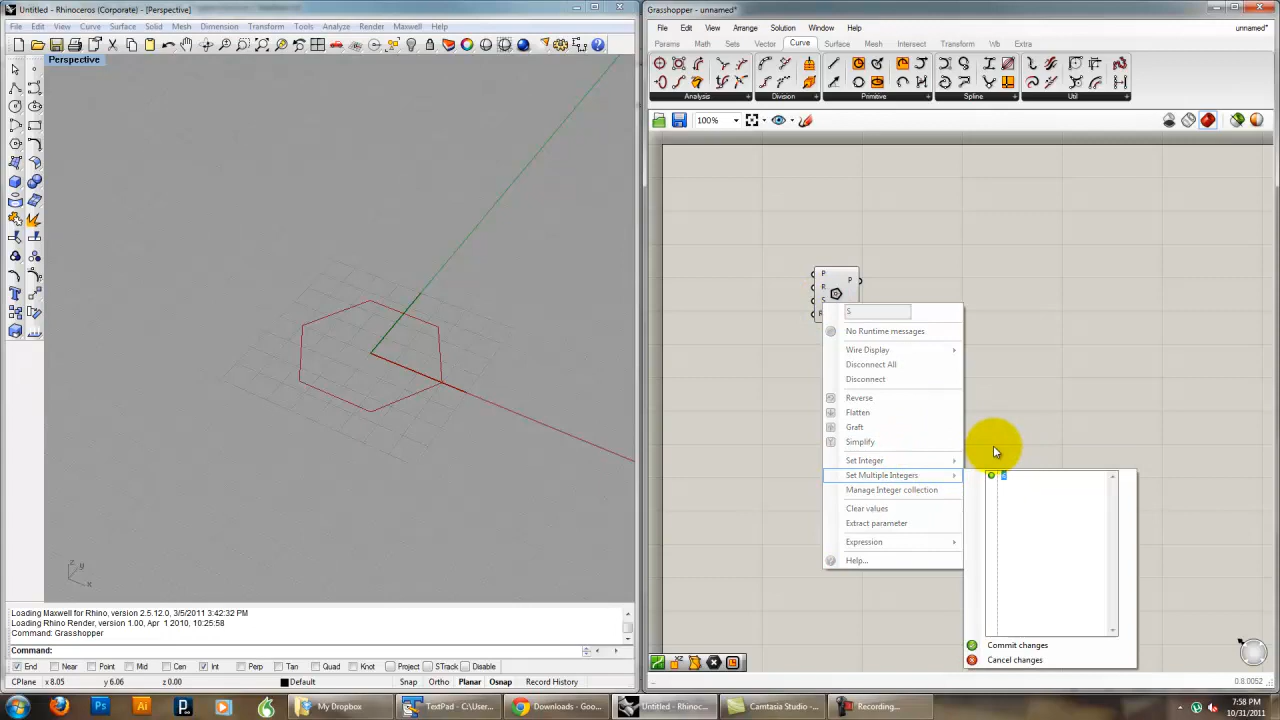 Untitled - Rhinoceros (Corporate) - [Perspective]
File Edit View Curve Surface Solid Mesh Dimension Transform Tools Analyze Render Maxwell Help
Perspective
z
y
x
Loading Maxwell for Rhino, version 2.5.12.0, 3/5/2011 3:42:32 PM
Loading Rhino Render, version 1.00, Apr 1 2010, 10:25:58
Command: Grasshopper
Command:
End Near Point Mid Cen Int Perp Tan Quad Knot Project STrack Disable
CPlane x 8.05 y 6.06 z 0.00 Default Snap Ortho Planar Osnap Record History
Grasshopper - unnamed*
File Edit View Arrange Solution Window Help
unnamed*
Params Math Sets Vector Curve Surface Mesh Intersect Transform Wb Extra
Analysis Division Primitive Spline Util
100%
P
R
S
R
P
S
No Runtime messages
Wire Display
Disconnect All
Disconnect
Reverse
Flatten
Graft
Simplify
Set Integer
Set Multiple Integers
Manage Integer collection
Clear values
Extract parameter
Expression
Help...
Commit changes
Cancel changes
0.8.0052
My Dropbox
TextPad - C:\User...
Downloads - Goo...
Untitled - Rhinoc...
Camtasia Studio - ...
Recording...
7:58 PM
10/31/2011